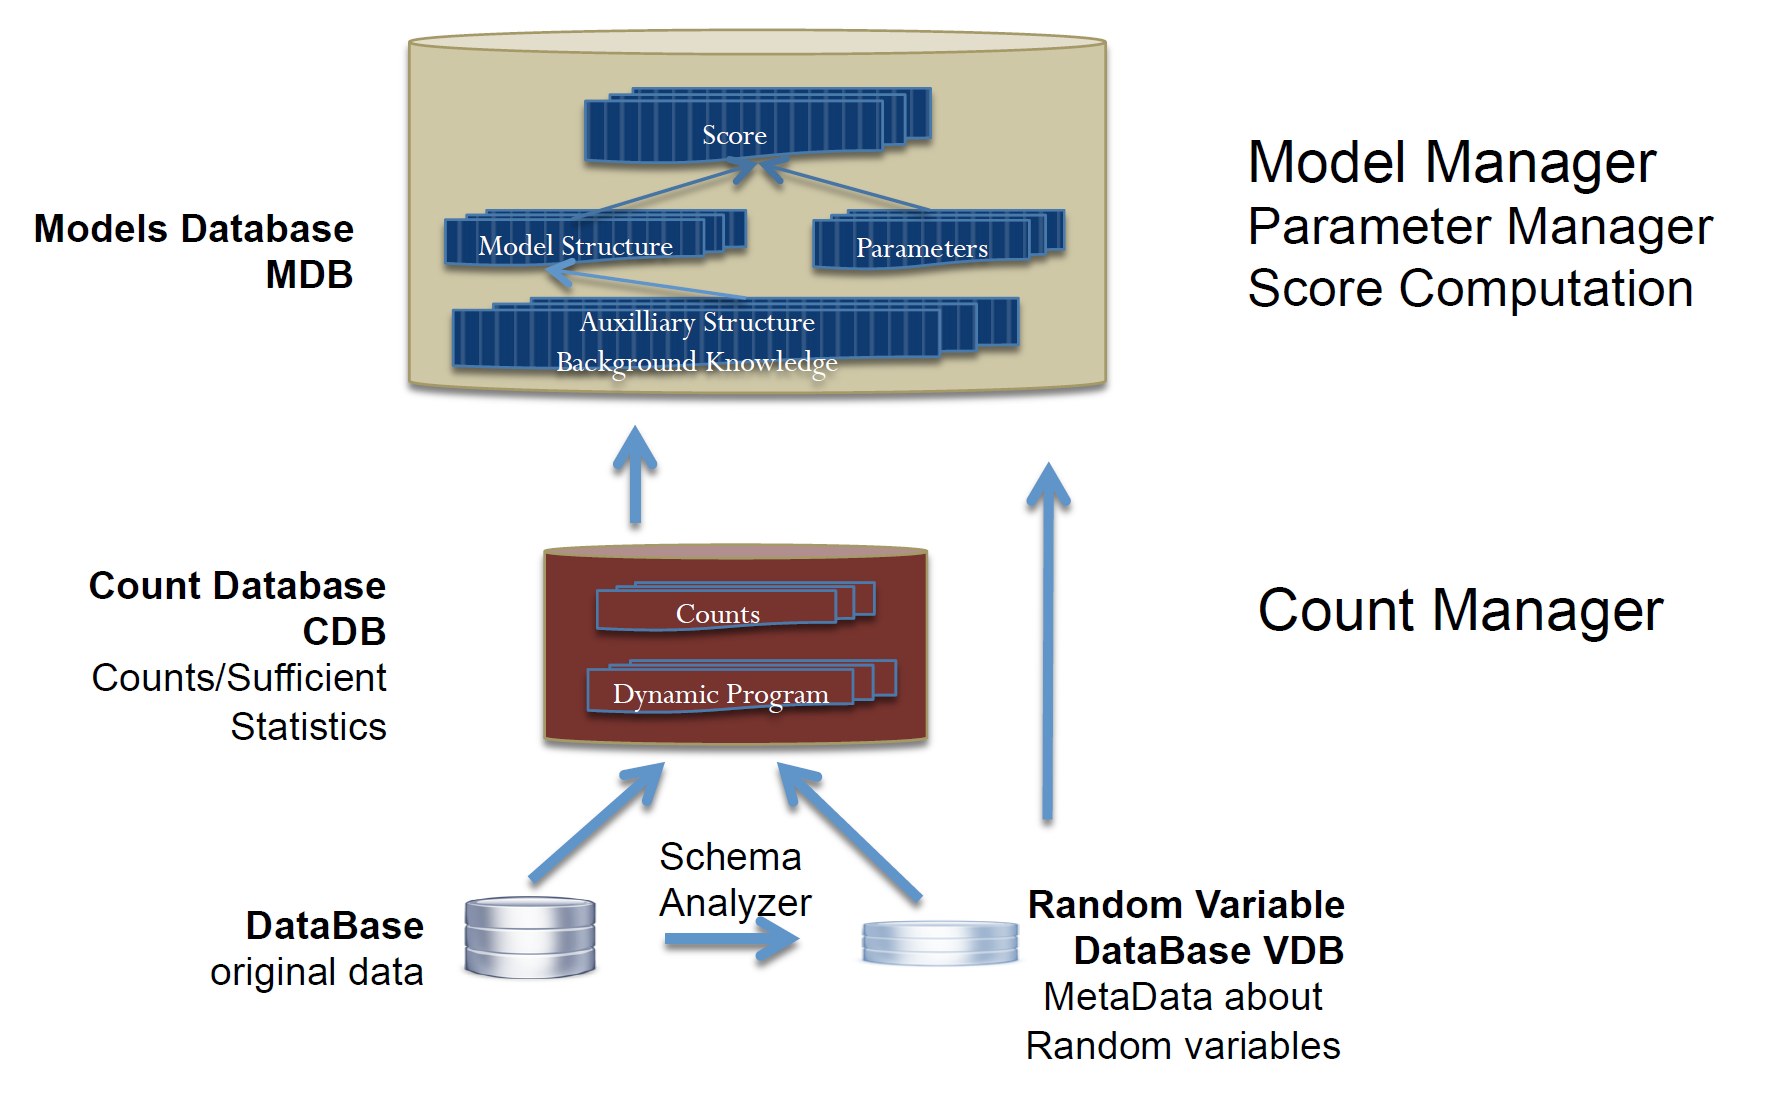 Score
Model Structure
Parameters
Auxilliary Structure
Background Knowledge
Models Database
MDB
Model Manager
Parameter Manager
Score Computation
Counts
Dynamic Program
Count Database
CDB
Counts/Sufficient
Statistics
Count Manager
Schema
Analyzer
DataBase
original data
Random Variable
DataBase VDB
MetaData about
Random variables